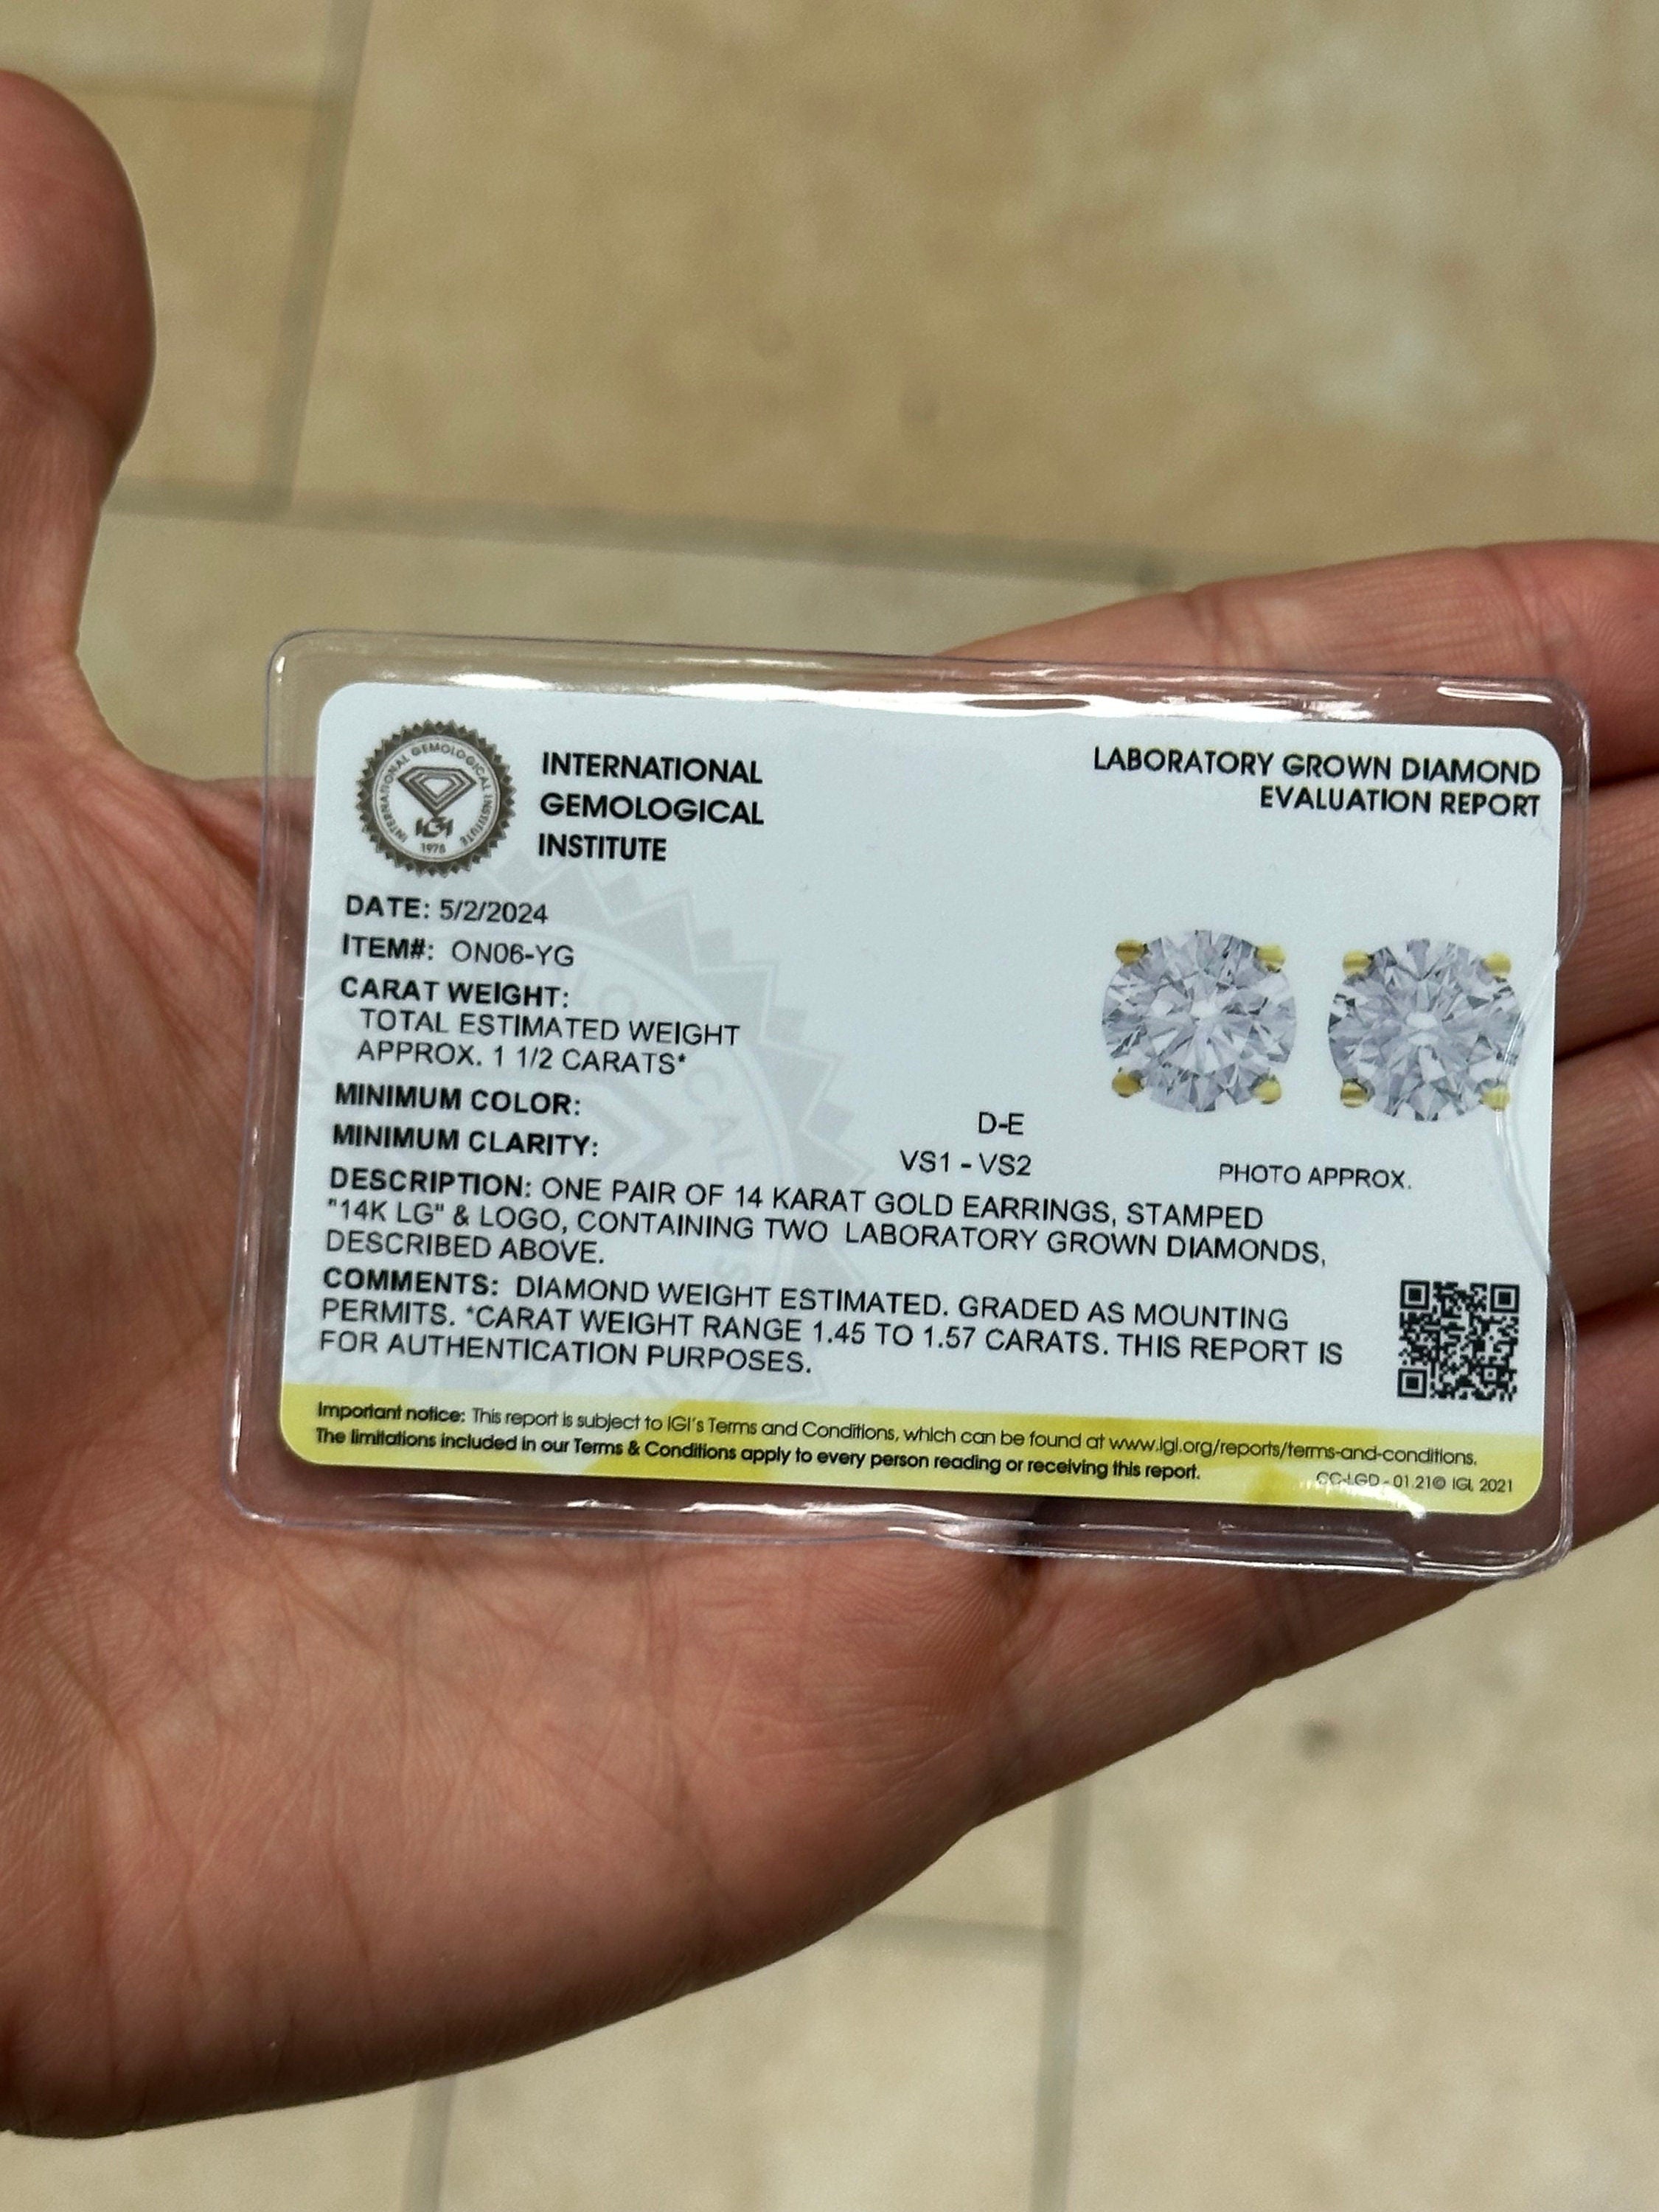 INTERNATIONAL GEMOLOGICAL INSTITUTE
IGI
1975
INTERNATIONAL
GEMOLOGICAL
INSTITUTE
LABORATORY GROWN DIAMOND
EVALUATION REPORT
DATE: 5/2/2024
ITEM#: ON06-YG
CARAT WEIGHT:
TOTAL ESTIMATED WEIGHT
APPROX. 1 1/2 CARATS*
MINIMUM COLOR: D-E
MINIMUM CLARITY: VS1 - VS2
PHOTO APPROX.
DESCRIPTION: ONE PAIR OF 14 KARAT GOLD EARRINGS, STAMPED
"14K LG" & LOGO, CONTAINING TWO LABORATORY GROWN DIAMONDS,
DESCRIBED ABOVE.
COMMENTS: DIAMOND WEIGHT ESTIMATED. GRADED AS MOUNTING
PERMITS. *CARAT WEIGHT RANGE 1.45 TO 1.57 CARATS. THIS REPORT IS
FOR AUTHENTICATION PURPOSES.
Important notice: This report is subject to IGI's Terms and Conditions, which can be found at www.igi.org/reports/terms-and-conditions.
The limitations included in our Terms & Conditions apply to every person reading or receiving this report.
CC-LGD - 01.21© IGI, 2021